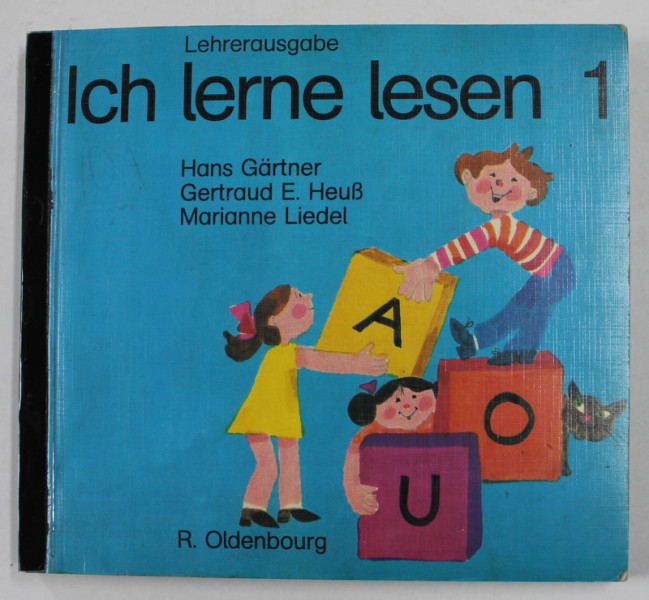 Lehrerausgabe
Ich lerne lesen 1
Hans Gärtner
Gertraud E. Heuß
Marianne Liedel
A
O
U
R. Oldenbourg